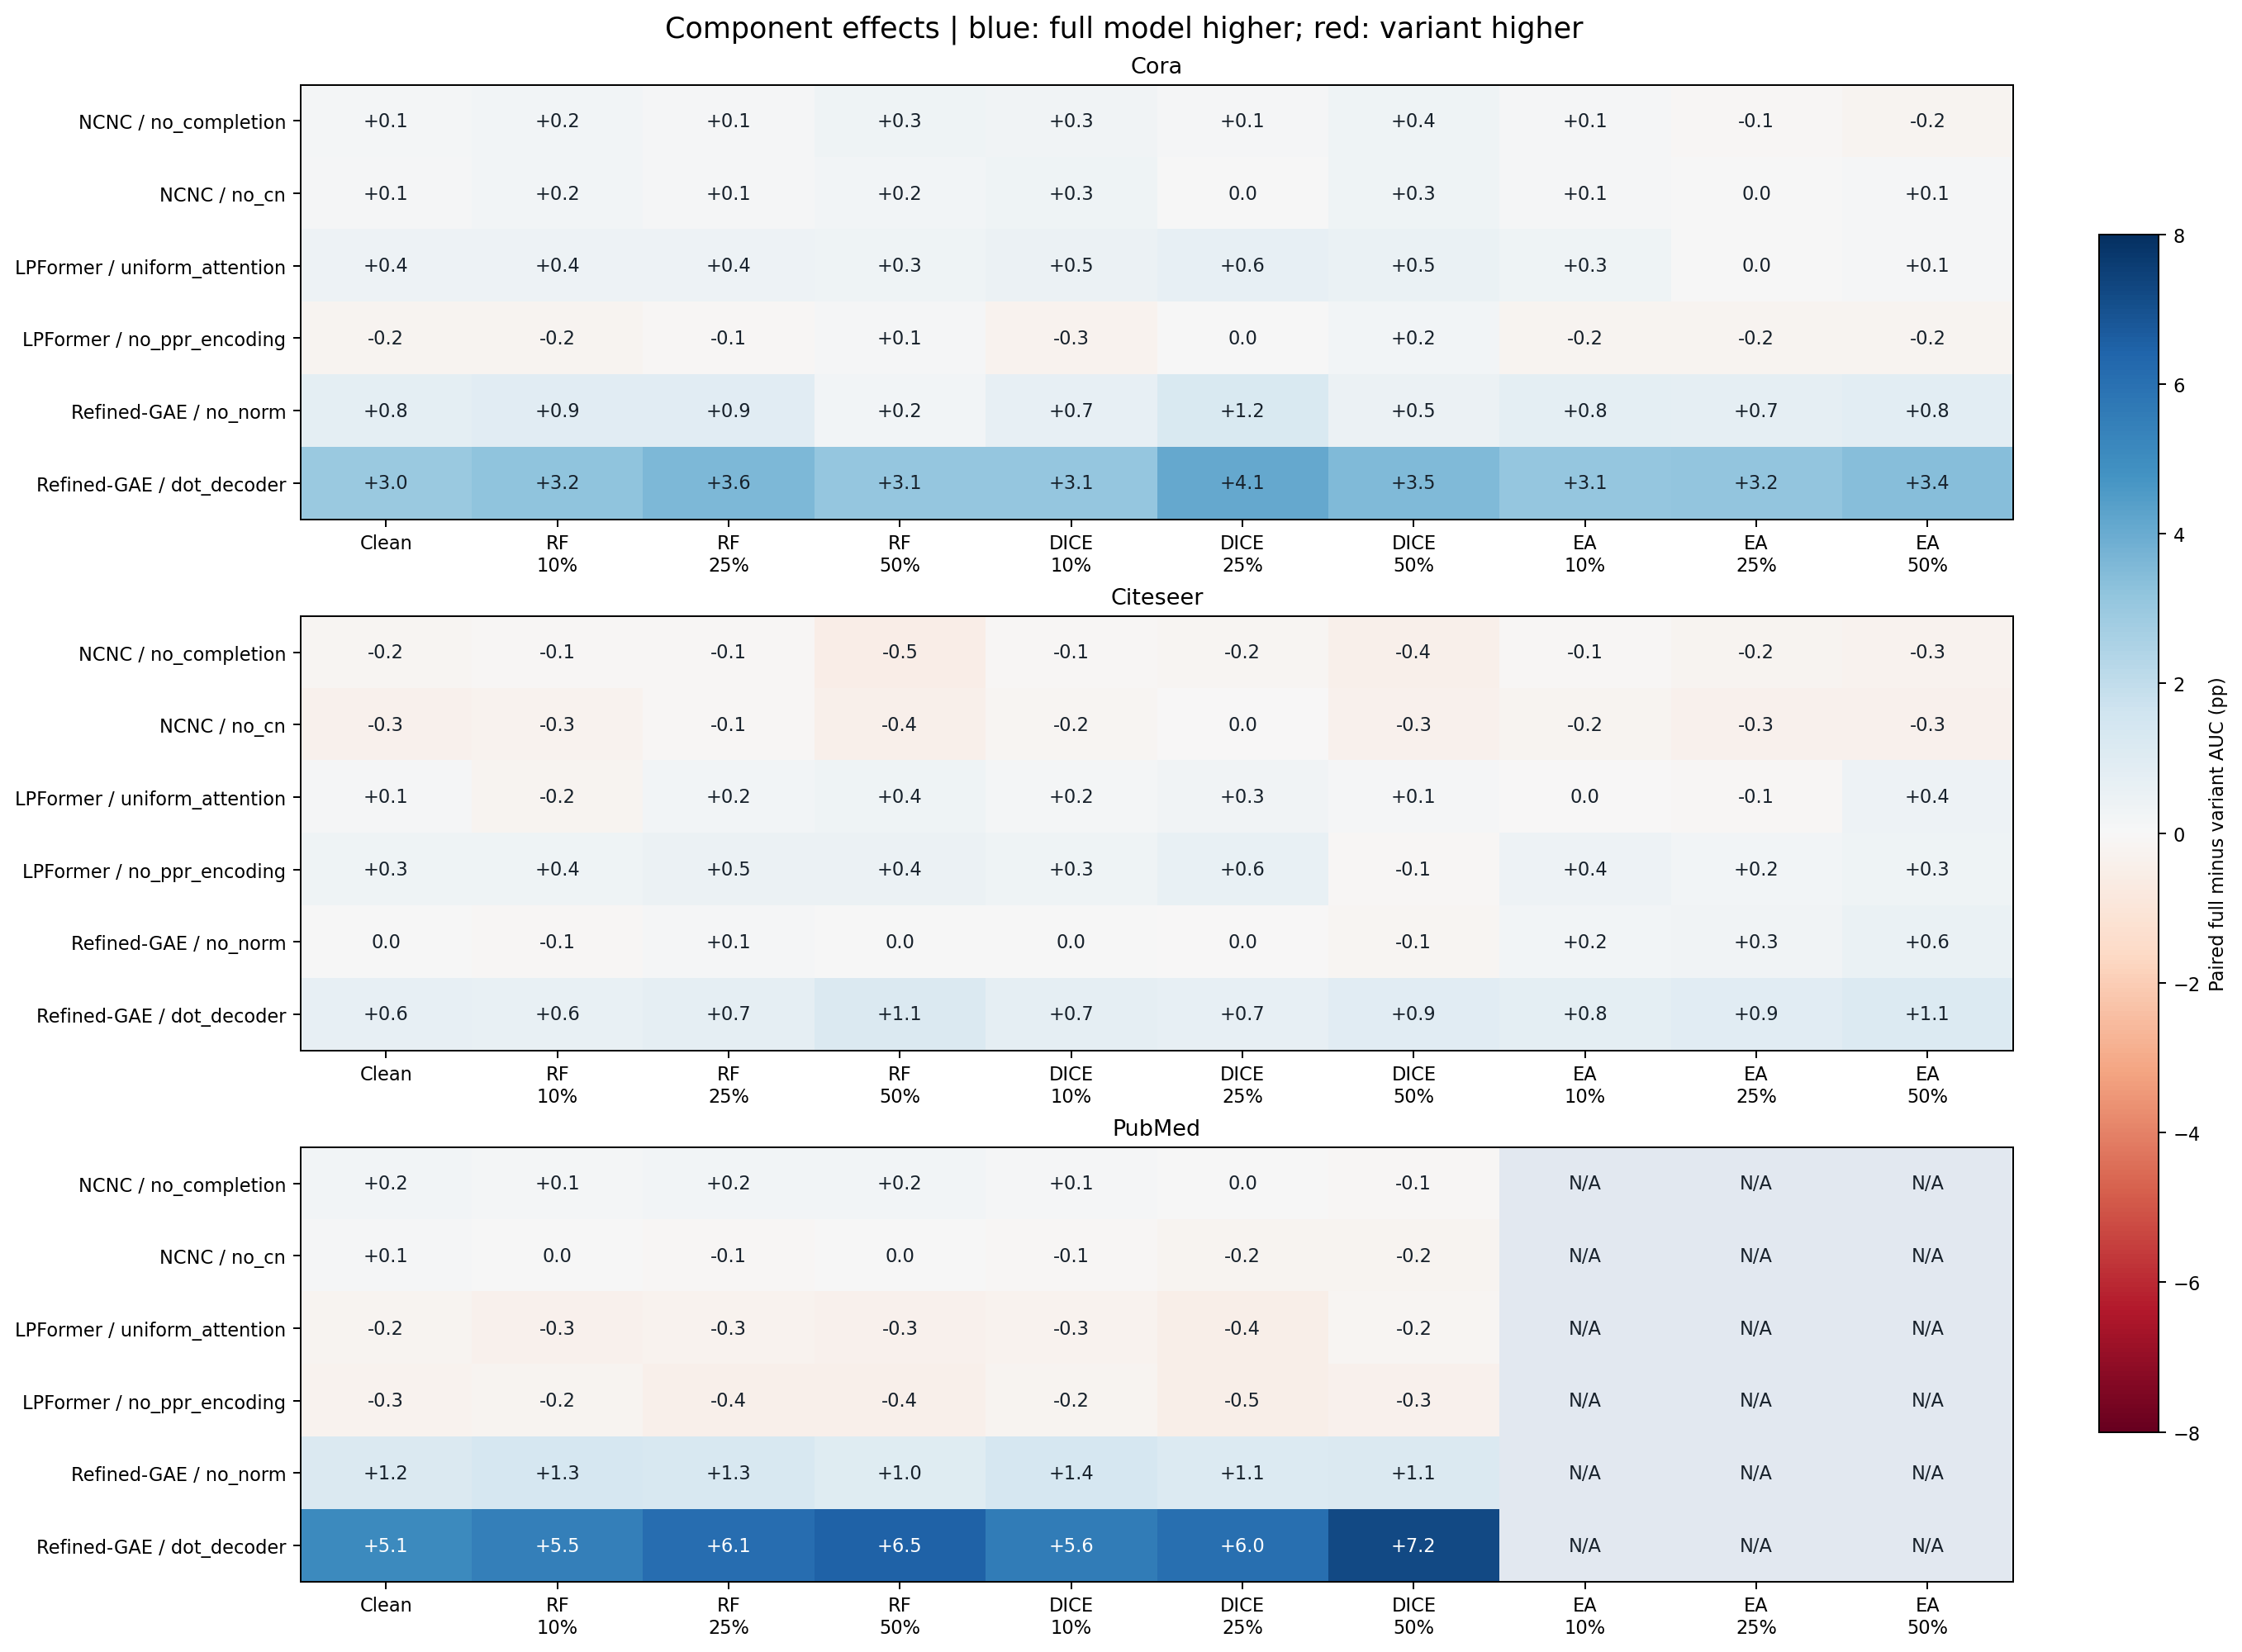 Component effects | blue: full model higher; red: variant higher
Cora
NCNC / no_completion +0.1 +0.2 +0.1 +0.3 +0.3 +0.1 +0.4 +0.1 -0.1 -0.2
NCNC / no_cn +0.1 +0.2 +0.1 +0.2 +0.3 0.0 +0.3 +0.1 0.0 +0.1
LPFormer / uniform_attention +0.4 +0.4 +0.4 +0.3 +0.5 +0.6 +0.5 +0.3 0.0 +0.1
LPFormer / no_ppr_encoding -0.2 -0.2 -0.1 +0.1 -0.3 0.0 +0.2 -0.2 -0.2 -0.2
Refined-GAE / no_norm +0.8 +0.9 +0.9 +0.2 +0.7 +1.2 +0.5 +0.8 +0.7 +0.8
Refined-GAE / dot_decoder +3.0 +3.2 +3.6 +3.1 +3.1 +4.1 +3.5 +3.1 +3.2 +3.4
Clean RF RF RF DICE DICE DICE EA EA EA
10% 25% 50% 10% 25% 50% 10% 25% 50%
Citeseer
NCNC / no_completion -0.2 -0.1 -0.1 -0.5 -0.1 -0.2 -0.4 -0.1 -0.2 -0.3
NCNC / no_cn -0.3 -0.3 -0.1 -0.4 -0.2 0.0 -0.3 -0.2 -0.3 -0.3
LPFormer / uniform_attention +0.1 -0.2 +0.2 +0.4 +0.2 +0.3 +0.1 0.0 -0.1 +0.4
LPFormer / no_ppr_encoding +0.3 +0.4 +0.5 +0.4 +0.3 +0.6 -0.1 +0.4 +0.2 +0.3
Refined-GAE / no_norm 0.0 -0.1 +0.1 0.0 0.0 0.0 -0.1 +0.2 +0.3 +0.6
Refined-GAE / dot_decoder +0.6 +0.6 +0.7 +1.1 +0.7 +0.7 +0.9 +0.8 +0.9 +1.1
Clean RF RF RF DICE DICE DICE EA EA EA
10% 25% 50% 10% 25% 50% 10% 25% 50%
PubMed
NCNC / no_completion +0.2 +0.1 +0.2 +0.2 +0.1 0.0 -0.1 N/A N/A N/A
NCNC / no_cn +0.1 0.0 -0.1 0.0 -0.1 -0.2 -0.2 N/A N/A N/A
LPFormer / uniform_attention -0.2 -0.3 -0.3 -0.3 -0.3 -0.4 -0.2 N/A N/A N/A
LPFormer / no_ppr_encoding -0.3 -0.2 -0.4 -0.4 -0.2 -0.5 -0.3 N/A N/A N/A
Refined-GAE / no_norm +1.2 +1.3 +1.3 +1.0 +1.4 +1.1 +1.1 N/A N/A N/A
Refined-GAE / dot_decoder +5.1 +5.5 +6.1 +6.5 +5.6 +6.0 +7.2 N/A N/A N/A
Clean RF RF RF DICE DICE DICE EA EA EA
10% 25% 50% 10% 25% 50% 10% 25% 50%
8
6
4
2
0
−2
−4
−6
−8
Paired full minus variant AUC (pp)